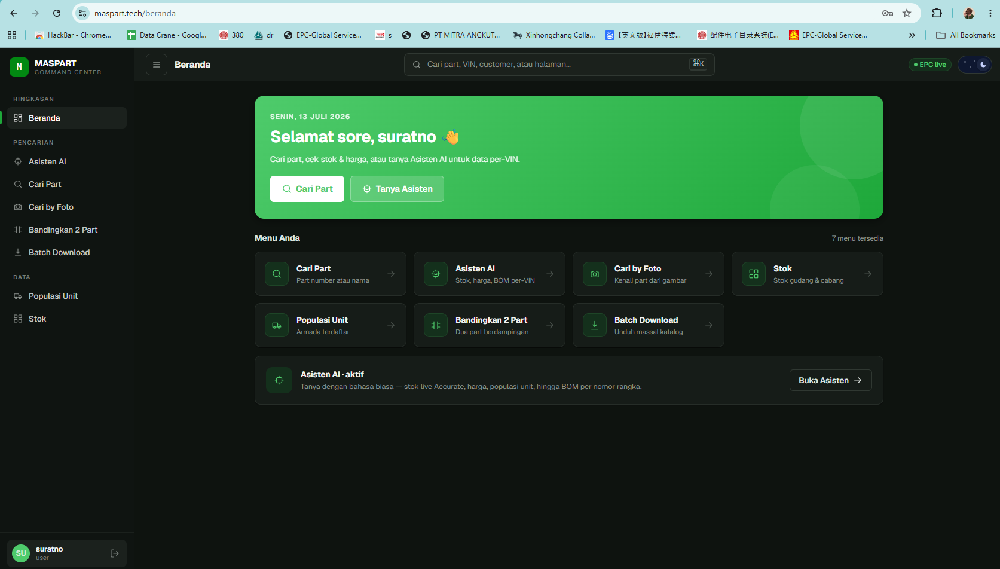 maspart.tech/beranda
HackBar - Chrome...
Data Crane - Googl...
380
dr
EPC-Global Service...
s
PT MITRA ANGKUT...
Xinhongchang Colla...
【英文版】福伊特缓...
配件电子目录系统(E...
EPC-Global Service...
All Bookmarks
M
MASPART
COMMAND CENTER
Beranda
Cari part, VIN, customer, atau halaman...
⌘K
EPC live
RINGKASAN
Beranda
PENCARIAN
Asisten AI
Cari Part
Cari by Foto
Bandingkan 2 Part
Batch Download
DATA
Populasi Unit
Stok
SU
suratno
user
SENIN, 13 JULI 2026
Selamat sore, suratno 👋
Cari part, cek stok & harga, atau tanya Asisten AI untuk data per-VIN.
Cari Part
Tanya Asisten
Menu Anda
7 menu tersedia
Cari Part
Part number atau nama
Asisten AI
Stok, harga, BOM per-VIN
Cari by Foto
Kenali part dari gambar
Stok
Stok gudang & cabang
Populasi Unit
Armada terdaftar
Bandingkan 2 Part
Dua part berdampingan
Batch Download
Unduh massal katalog
Asisten AI · aktif
Tanya dengan bahasa biasa — stok live Accurate, harga, populasi unit, hingga BOM per nomor rangka.
Buka Asisten